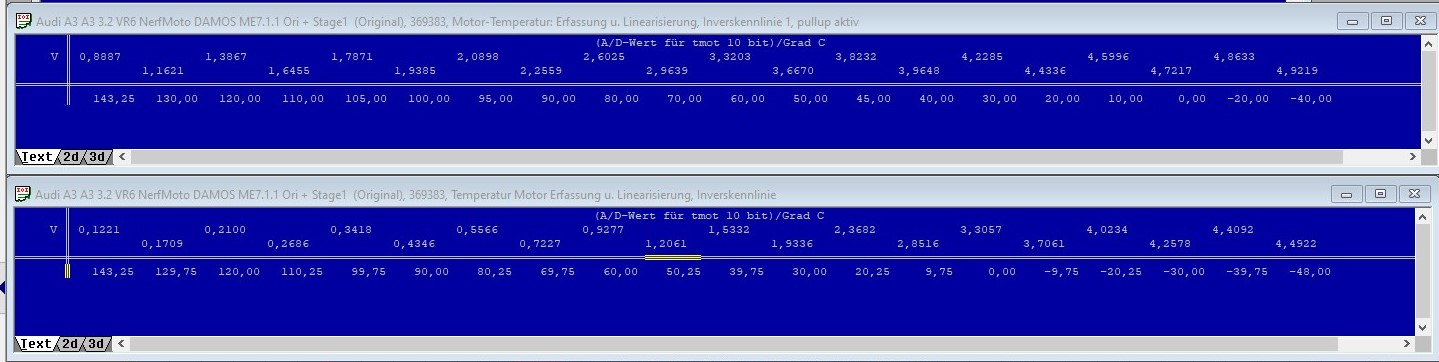 Audi A3 A3 3.2 VR6 NerfMoto DAMOS ME7.1.1 Ori + Stage1 (Original), 369383, Motor-Temperatur: Erfassung u. Linearisierung, Inverskennlinie 1, pullup aktiv
(A/D-Wert für tmot 10 bit)/Grad C
V 0,8887 1,3867 1,7871 2,0898 2,6025 3,3203 3,8232 4,2285 4,5996 4,8633
1,1621 1,6455 1,9385 2,2559 2,9639 3,6670 3,9648 4,4336 4,7217 4,9219
143,25 130,00 120,00 110,00 105,00 100,00 95,00 90,00 80,00 70,00 60,00 50,00 45,00 40,00 30,00 20,00 10,00 0,00 -20,00 -40,00
Text 2d 3d
Audi A3 A3 3.2 VR6 NerfMoto DAMOS ME7.1.1 Ori + Stage1 (Original), 369383, Temperatur Motor Erfassung u. Linearisierung, Inverskennlinie
(A/D-Wert für tmot 10 bit)/Grad C
V 0,1221 0,2100 0,3418 0,5566 0,9277 1,5332 2,3682 3,3057 4,0234 4,4092
0,1709 0,2686 0,4346 0,7227 1,2061 1,9336 2,8516 3,7061 4,2578 4,4922
143,25 129,75 120,00 110,25 99,75 90,00 80,25 69,75 60,00 50,25 39,75 30,00 20,25 9,75 0,00 -9,75 -20,25 -30,00 -39,75 -48,00
Text 2d 3d